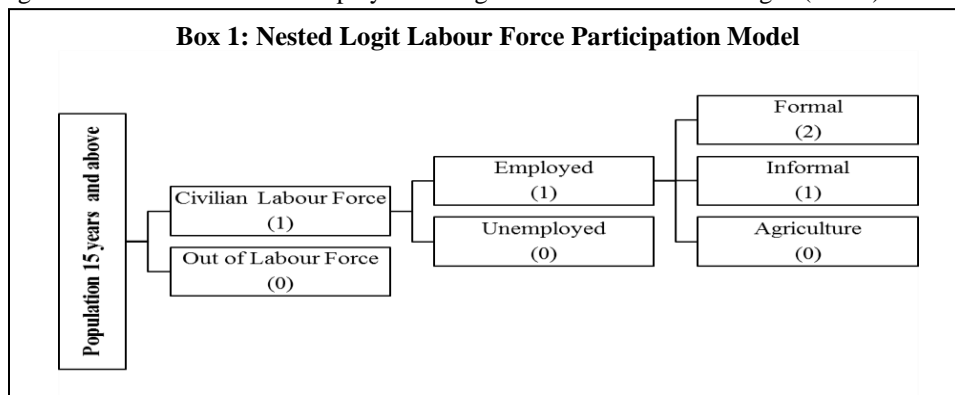 Box 1: Nested Logit Labour Force Participation Model
Population 15 years and above
Civilian Labour Force
(1)
Out of Labour Force
(0)
Employed
(1)
Unemployed
(0)
Formal
(2)
Informal
(1)
Agriculture
(0)